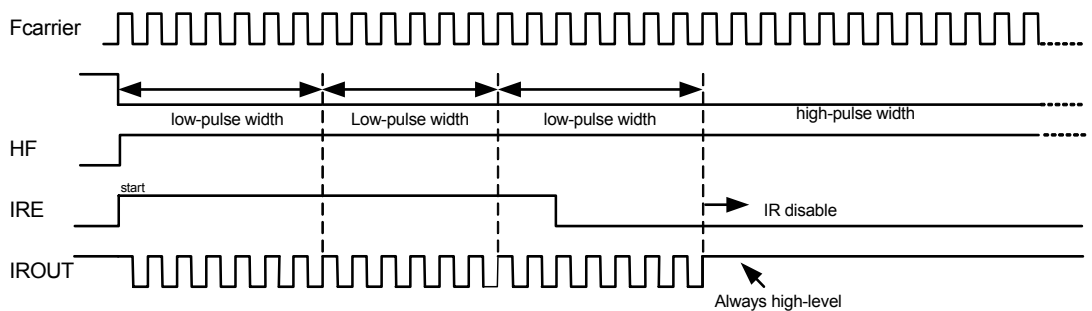 Fcarrier
low-pulse width
Low-pulse width
low-pulse width
high-pulse width
HF
start
IRE
IR disable
IROUT
Always high-level